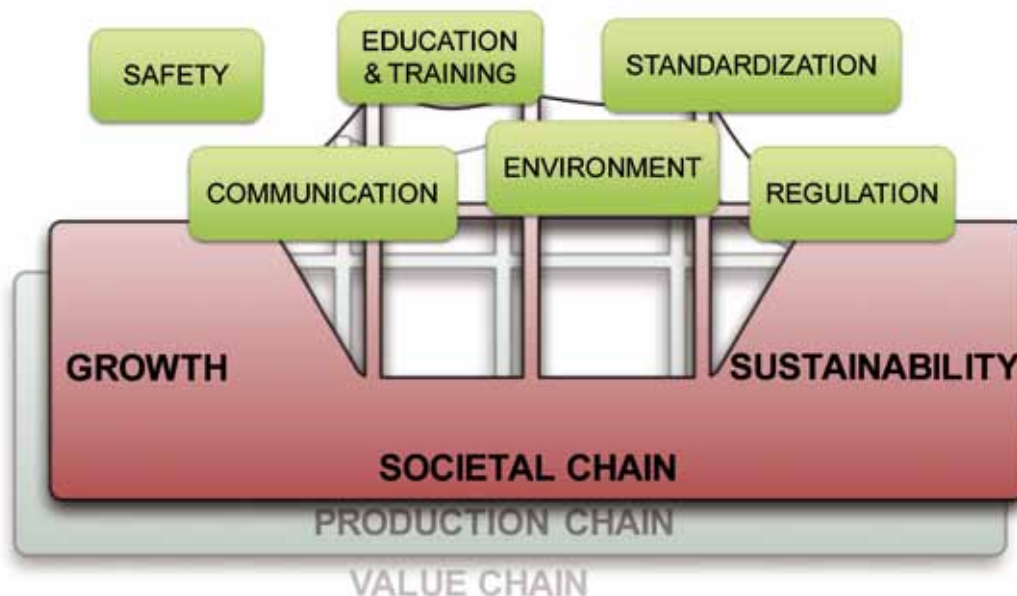 SAFETY
EDUCATION
& TRAINING
STANDARDIZATION
COMMUNICATION
ENVIRONMENT
REGULATION
GROWTH
SUSTAINABILITY
SOCIETAL CHAIN
PRODUCTION CHAIN
VALUE CHAIN